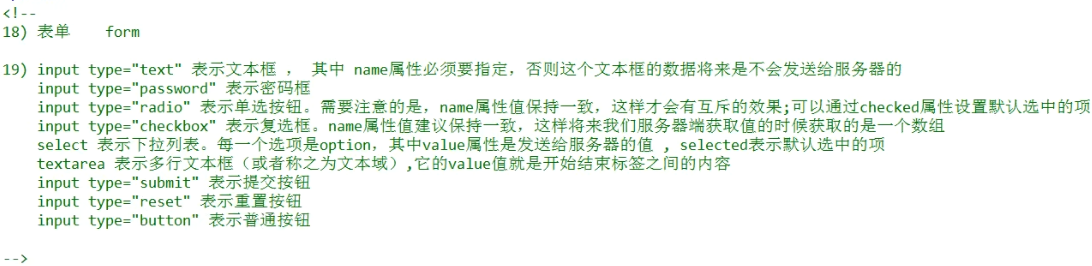 <!--
18) 表单    form
19) input type="text" 表示文本框 ， 其中 name属性必须要指定，否则这个文本框的数据将来是不会发送给服务器的
input type="password" 表示密码框
input type="radio" 表示单选按钮。需要注意的是，name属性值保持一致，这样才会有互斥的效果;可以通过checked属性设置默认选中的项
input type="checkbox" 表示复选框。name属性值建议保持一致，这样将来我们服务器端获取值的时候获取的是一个数组
select 表示下拉列表。每一个选项是option，其中value属性是发送给服务器的值 , selected表示默认选中的项
textarea 表示多行文本框（或者称之为文本域）,它的value值就是开始结束标签之间的内容
input type="submit" 表示提交按钮
input type="reset" 表示重置按钮
input type="button" 表示普通按钮
-->